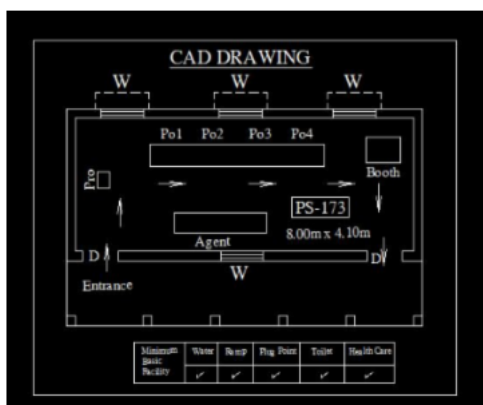 CAD DRAWING
W W W
Po1 Po2 Po3 Po4
Pro
Booth
PS-173
8.00m x 4.10m
Agent
D D
W
Entrance
Minimum Basic Facility Water Ramp Plug Point Toilet Health Care
✓ ✓ ✓ ✓ ✓